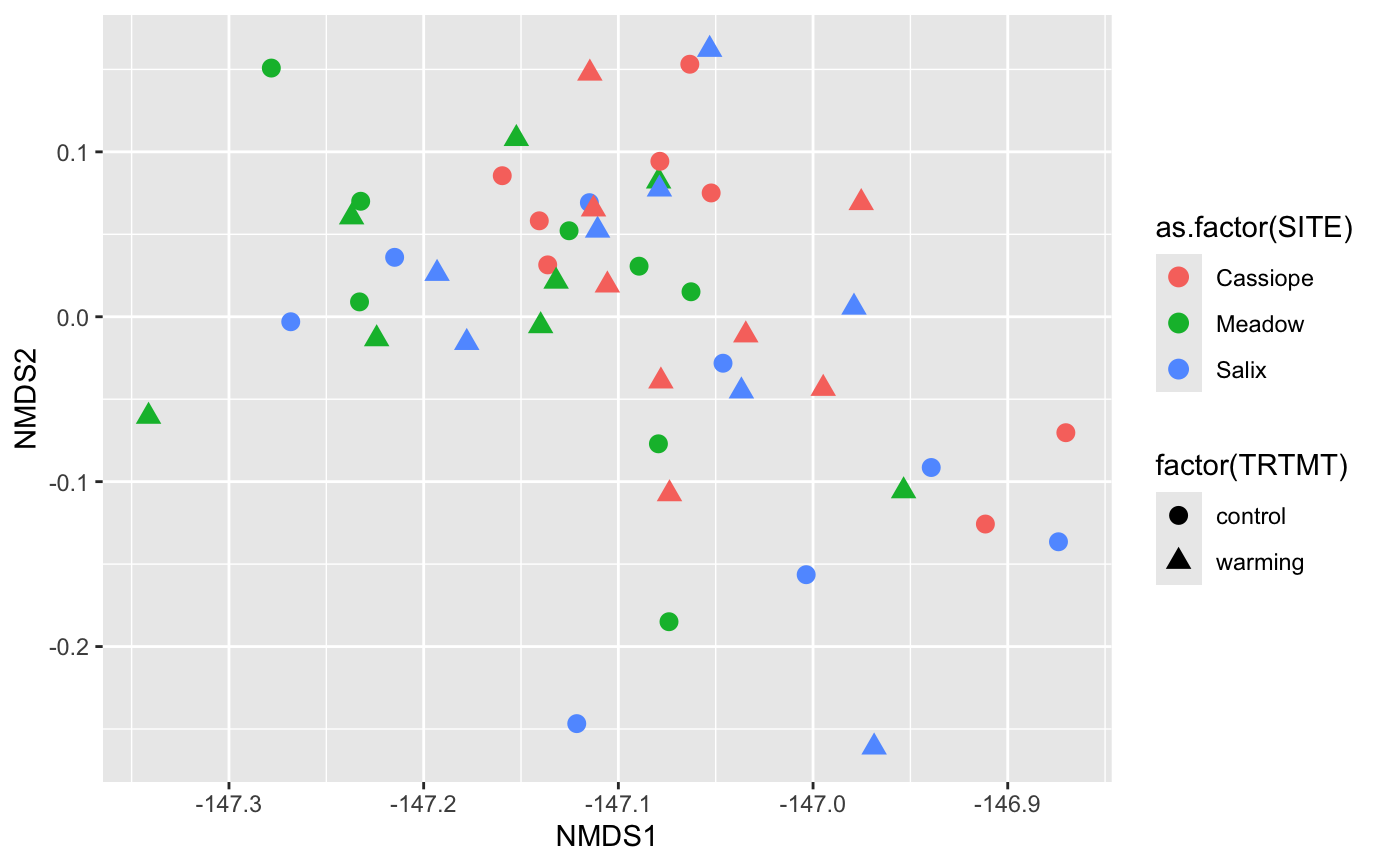 0.1
0.0
-0.1
-0.2
NMDS2
-147.3
-147.2
-147.1
-147.0
-146.9
NMDS1
as.factor(SITE)
Cassiope
Meadow
Salix
factor(TRTMT)
control
warming